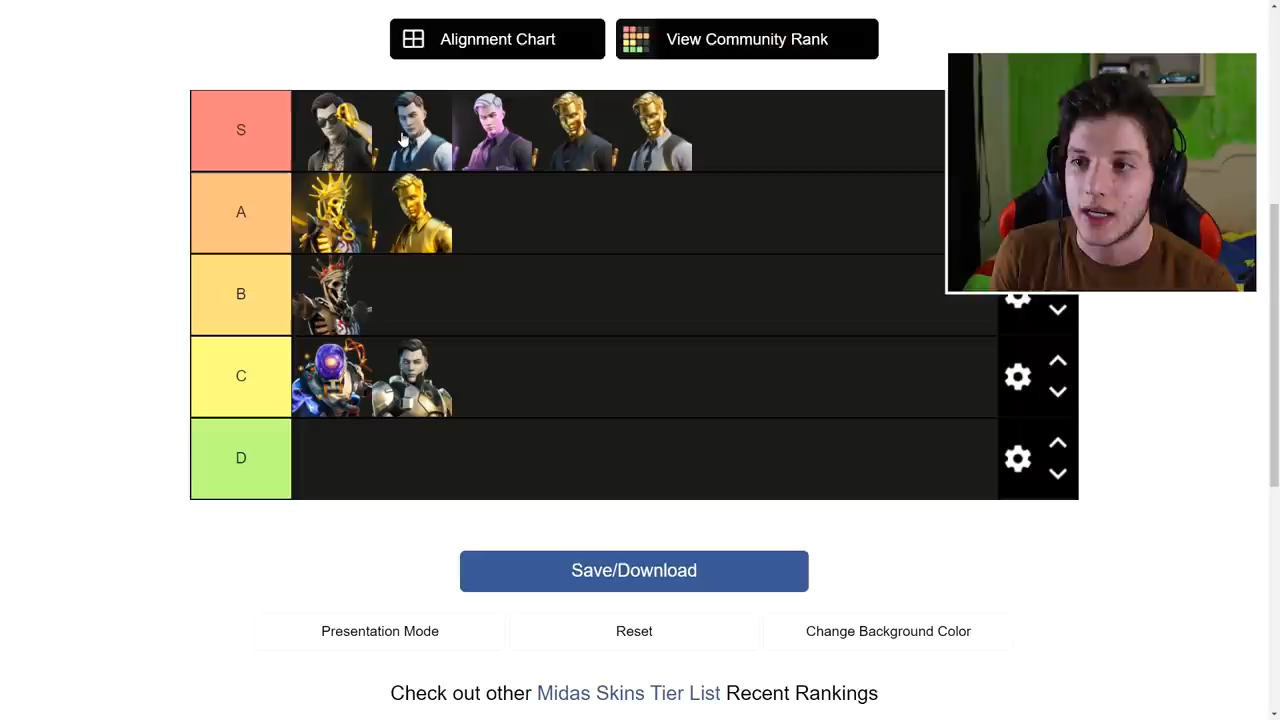 Alignment Chart
View Community Rank
S
A
B
C
D
Save/Download
Presentation Mode
Reset
Change Background Color
Check out other Midas Skins Tier List Recent Rankings